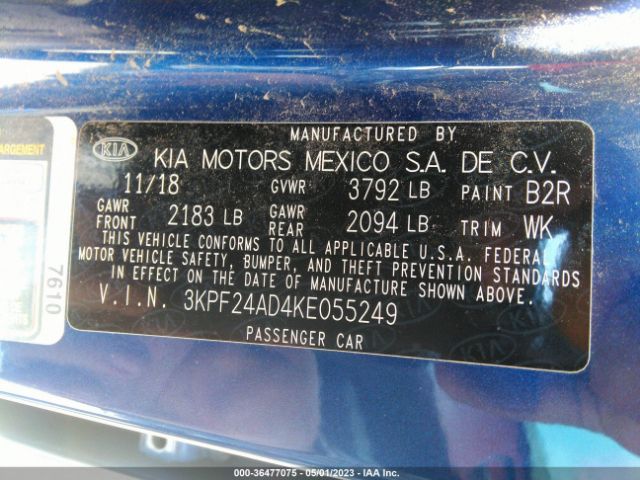 ARGEMENT
7610
MANUFACTURED BY
KIA KIA MOTORS MEXICO S.A. DE C.V.
11/18 GVWR 3792 LB PAINT B2R
GAWR FRONT 2183 LB GAWR REAR 2094 LB TRIM WK
THIS VEHICLE CONFORMS TO ALL APPLICABLE U.S.A. FEDERAL
MOTOR VEHICLE SAFETY, BUMPER, AND THEFT PREVENTION STANDARDS
IN EFFECT ON THE DATE OF MANUFACTURE SHOWN ABOVE.
V.I.N. 3KPF24AD4KE055249
PASSENGER CAR
000-36477075 - 05/01/2023 - IAA Inc.